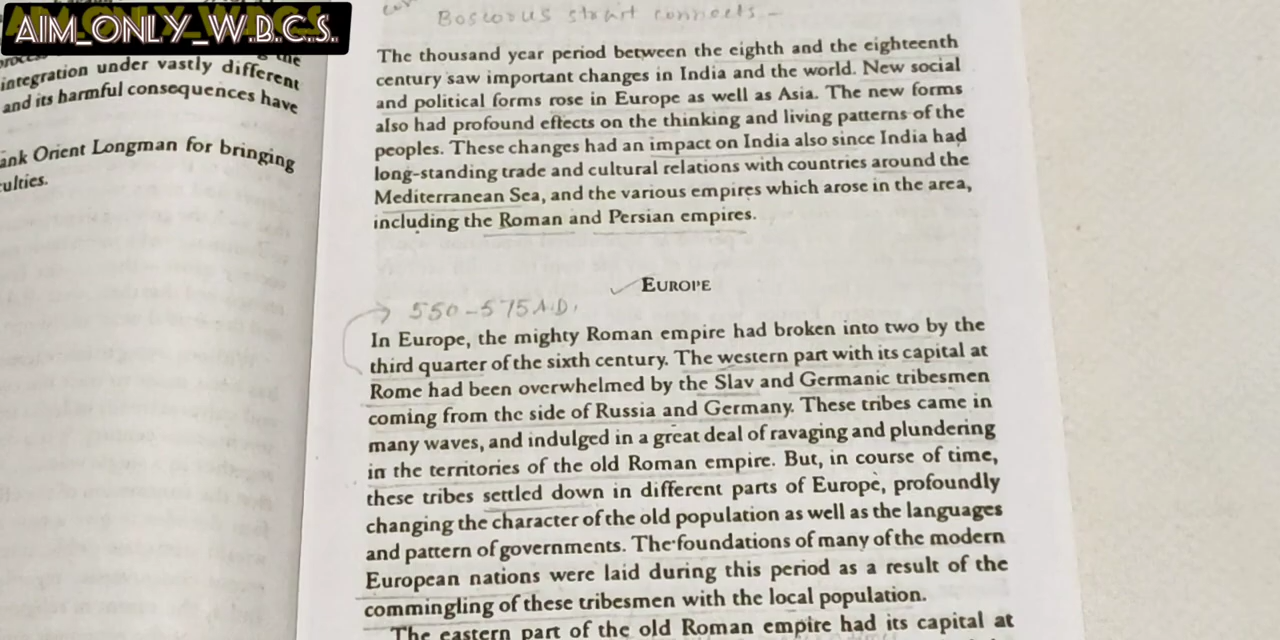 AIM_ONLY_W.B.C.S.
the
integration under vastly different
and its harmful consequences have
ank Orient Longman for bringing
culties.
Boscorus strait connects -
The thousand year period between the eighth and the eighteenth
century saw important changes in India and the world. New social
and political forms rose in Europe as well as Asia. The new forms
also had profound effects on the thinking and living patterns of the
peoples. These changes had an impact on India also since India had
long-standing trade and cultural relations with countries around the
Mediterranean Sea, and the various empires which arose in the area,
including the Roman and Persian empires.
EUROPE
550-575 A.D.
In Europe, the mighty Roman empire had broken into two by the
third quarter of the sixth century. The western part with its capital at
Rome had been overwhelmed by the Slav and Germanic tribesmen
coming from the side of Russia and Germany. These tribes came in
many waves, and indulged in a great deal of ravaging and plundering
in the territories of the old Roman empire. But, in course of time,
these tribes settled down in different parts of Europe, profoundly
changing the character of the old population as well as the languages
and pattern of governments. The foundations of many of the modern
European nations were laid during this period as a result of the
commingling of these tribesmen with the local population.
The eastern part of the old Roman empire had its capital at